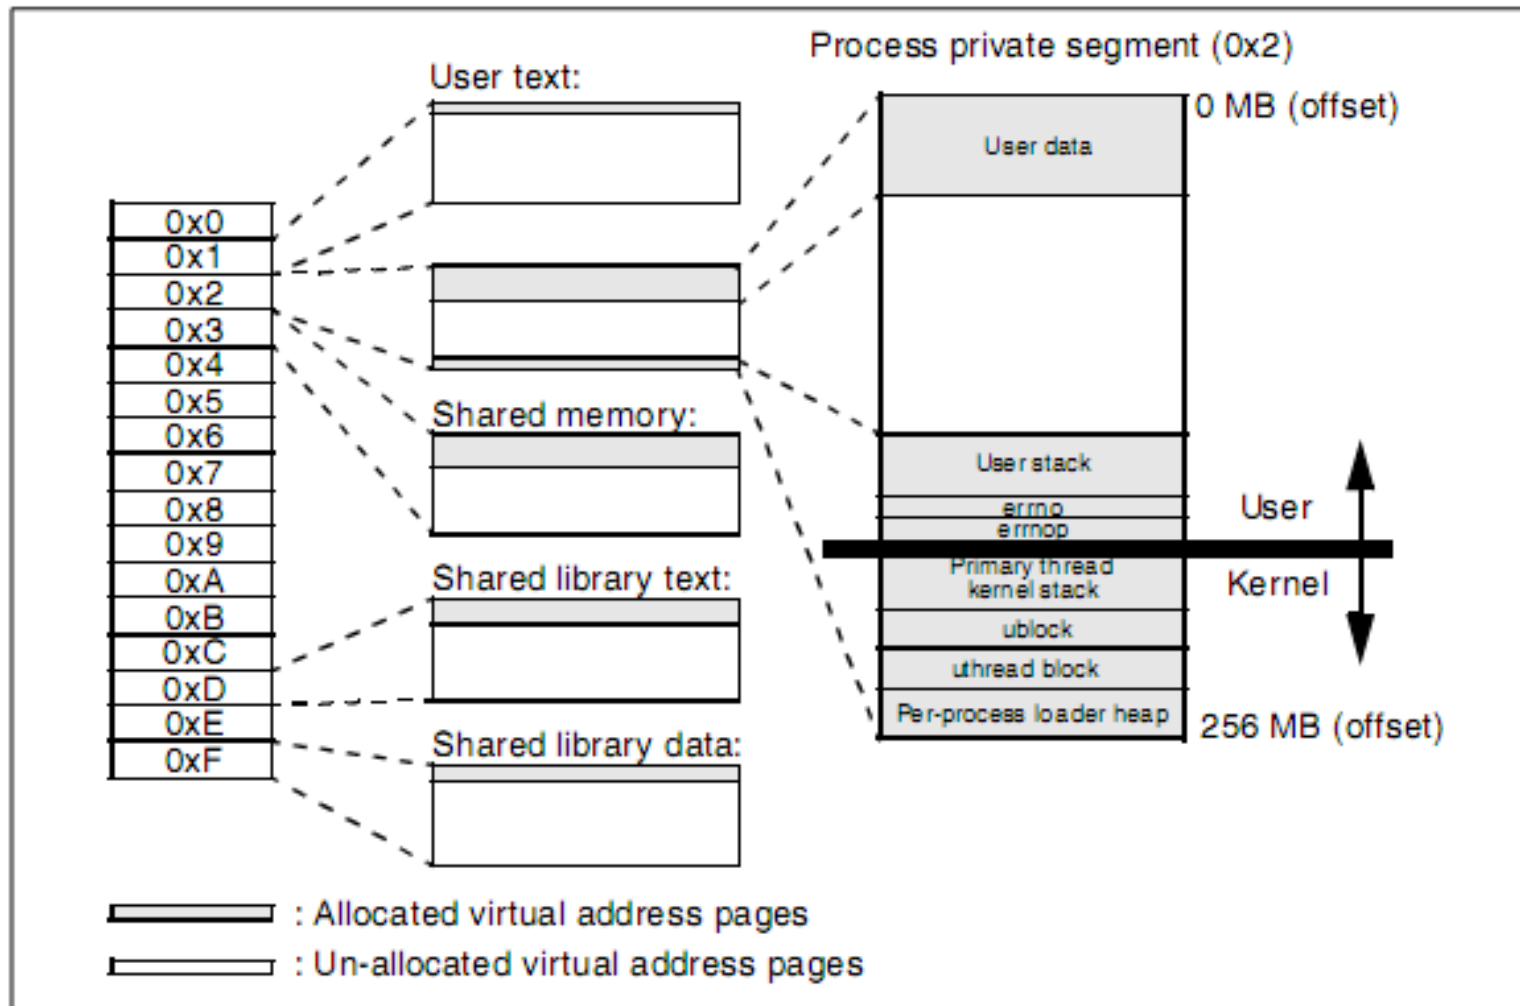 Process private segment (0x2)
User text:
0 MB (offset)
User data
0x0
0x1
0x2
0x3
0x4
0x5
0x6
0x7
0x8
0x9
0xA
0xB
0xC
0xD
0xE
0xF
Shared memory:
Shared library text:
Shared library data:
User stack
errno
errnop
User
Primary thread
kernel stack
Kernel
ublock
uthread block
Per-process loader heap
256 MB (offset)
: Allocated virtual address pages
: Un-allocated virtual address pages